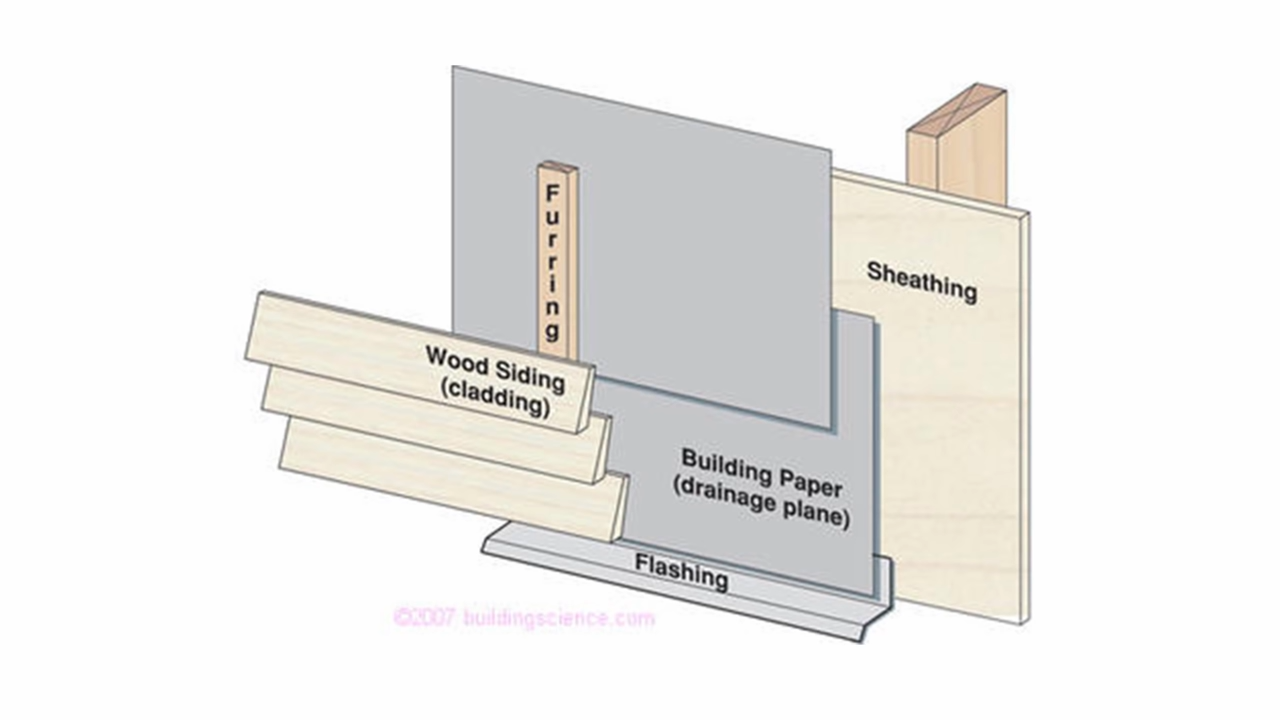 Furring
Sheathing
Wood Siding
(cladding)
Building Paper
(drainage plane)
Flashing
©2007 buildingscience.com